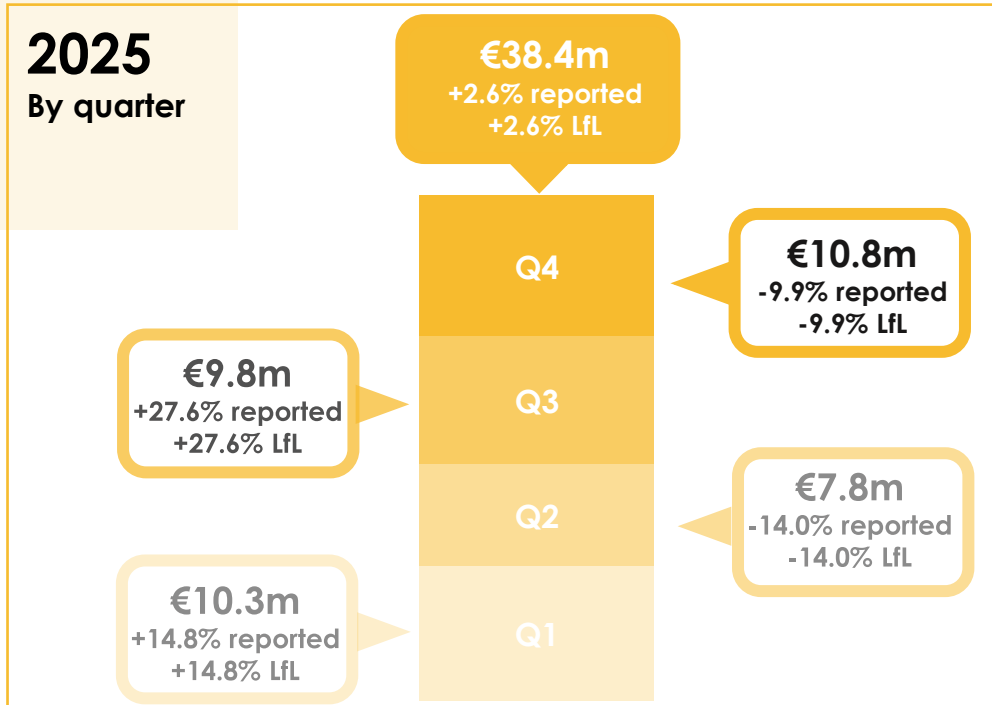 2025
By quarter
€38.4m
+2.6% reported
+2.6% LfL
Q4
€10.8m
-9.9% reported
-9.9% LfL
€9.8m
+27.6% reported
+27.6% LfL
Q3
Q2
€7.8m
-14.0% reported
-14.0% LfL
€10.3m
+14.8% reported
+14.8% LfL
Q1